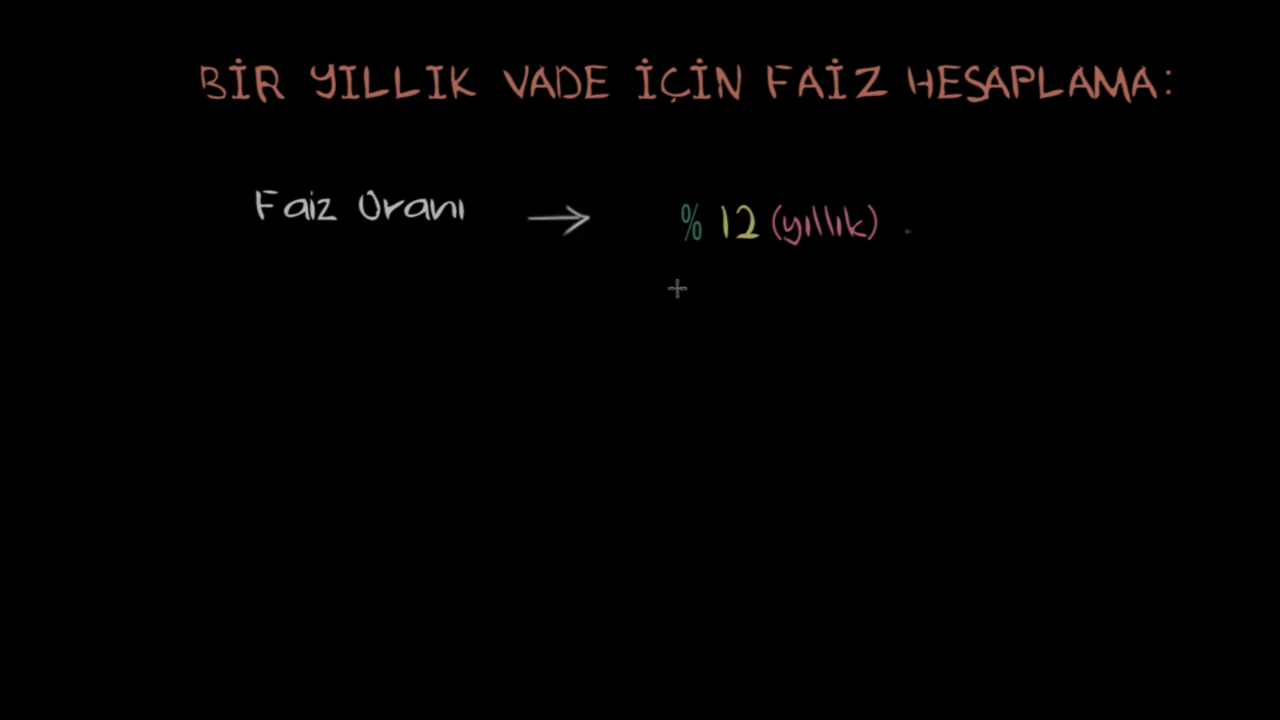 BİR YILLIK VADE İÇİN FAİZ HESAPLAMA:
Faiz Oranı → % 12 (yıllık)